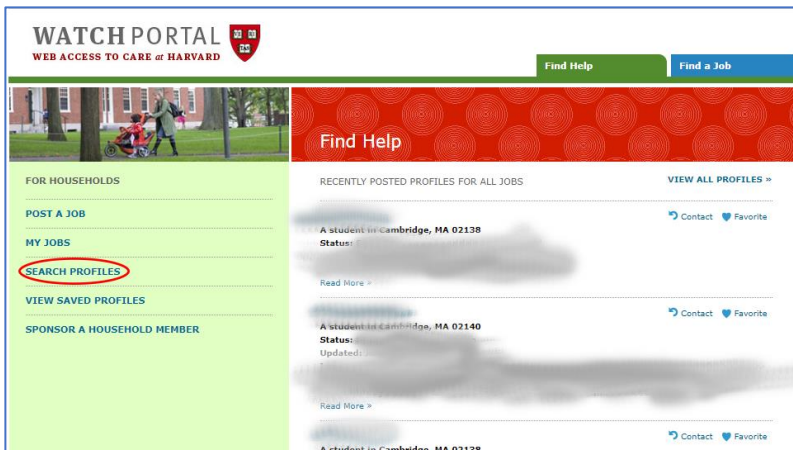 WATCH PORTAL
WEB ACCESS TO CARE at HARVARD
Find Help
Find a Job
Find Help
FOR HOUSEHOLDS
POST A JOB
MY JOBS
SEARCH PROFILES
VIEW SAVED PROFILES
SPONSOR A HOUSEHOLD MEMBER
RECENTLY POSTED PROFILES FOR ALL JOBS
VIEW ALL PROFILES »
Contact Favorite
A student in Cambridge, MA 02138
Status:
Read More »
Contact Favorite
A student in Cambridge, MA 02140
Status:
Updated:
Read More »
Contact Favorite
A student in Cambridge, MA 02138